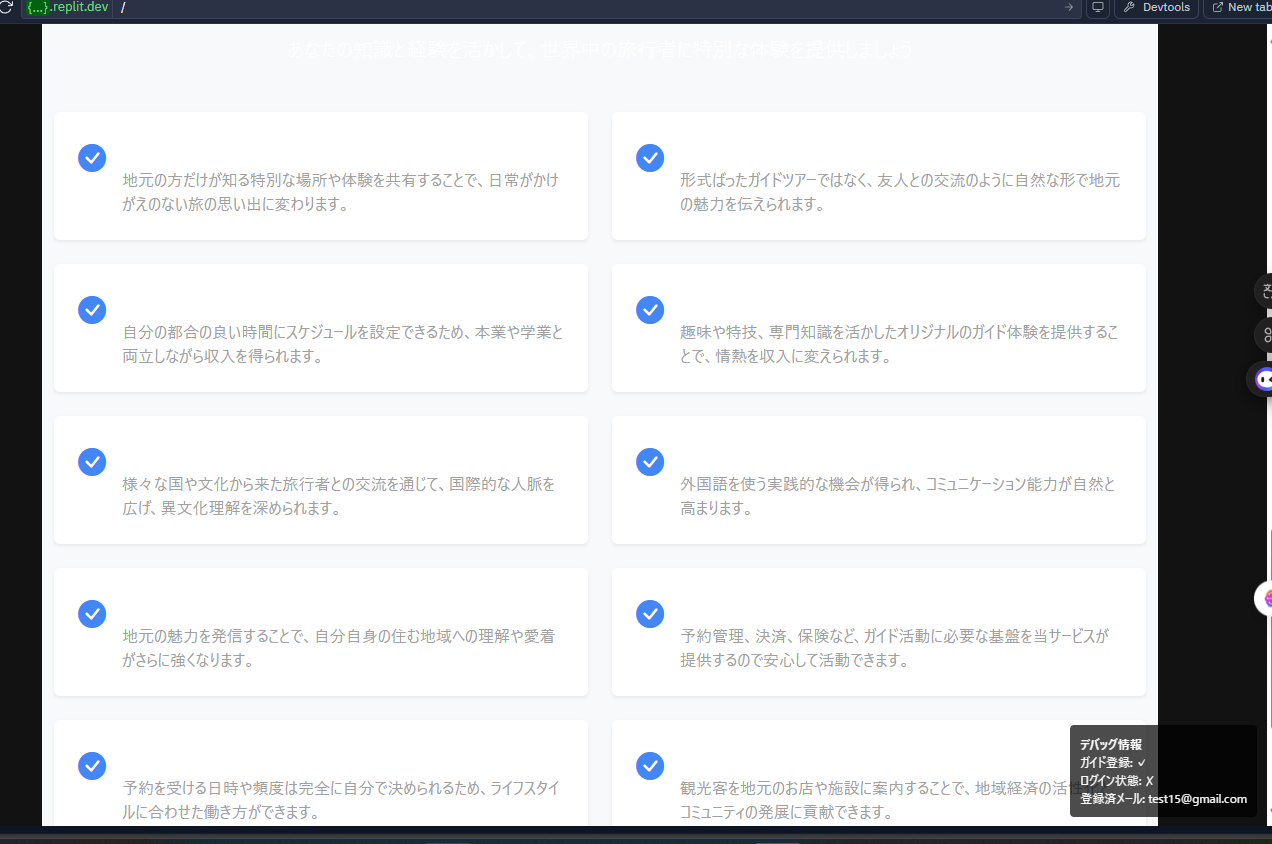 {...}.replit.dev /
Devtools
New tab
あなたの知識と経験を活かして、世界中の旅行者に特別な体験を提供しましょう
地元の方だけが知る特別な場所や体験を共有することで、日常がかけ
がえのない旅の思い出に変わります。
形式ばったガイドツアーではなく、友人との交流のように自然な形で地元
の魅力を伝えられます。
自分の都合の良い時間にスケジュールを設定できるため、本業や学業と
両立しながら収入を得られます。
趣味や特技、専門知識を活かしたオリジナルのガイド体験を提供するこ
とで、情熱を収入に変えられます。
様々な国や文化から来た旅行者との交流を通じて、国際的な人脈を
広げ、異文化理解を深められます。
外国語を使う実践的な機会が得られ、コミュニケーション能力が自然と
高まります。
地元の魅力を発信することで、自分自身の住む地域への理解や愛着
がさらに強くなります。
予約管理、決済、保険など、ガイド活動に必要な基盤を当サービスが
提供するので安心して活動できます。
予約を受ける日時や頻度は完全に自分で決められるため、ライフスタイ
ルに合わせた働き方ができます。
観光客を地元のお店や施設に案内することで、地域経済の活性
コミュニティの発展に貢献できます。
デバッグ情報
ガイド登録: ✓
ログイン状態: ✗
登録済メール: test15@gmail.com